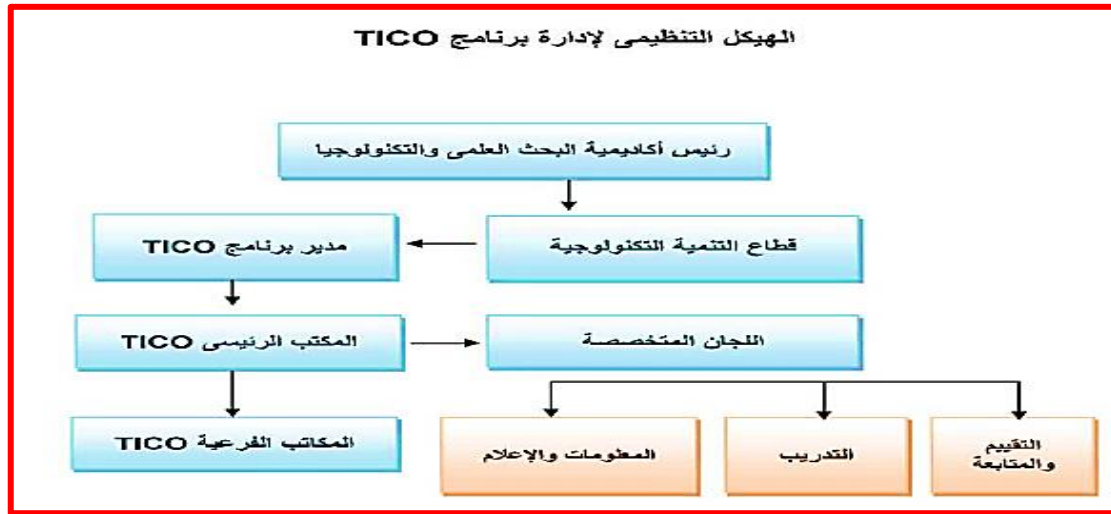 الهيكل التنظيمى لإدارة برنامج TICO
رئيس أكاديمية البحث العلمى والتكنولوجيا
قطاع التنمية التكنولوجية
مدير برنامج TICO
المكتب الرئيسى TICO
اللجان المتخصصة
المكاتب الفرعية TICO
التقييم
والمتابعة
التدريب
المعلومات والإعلام